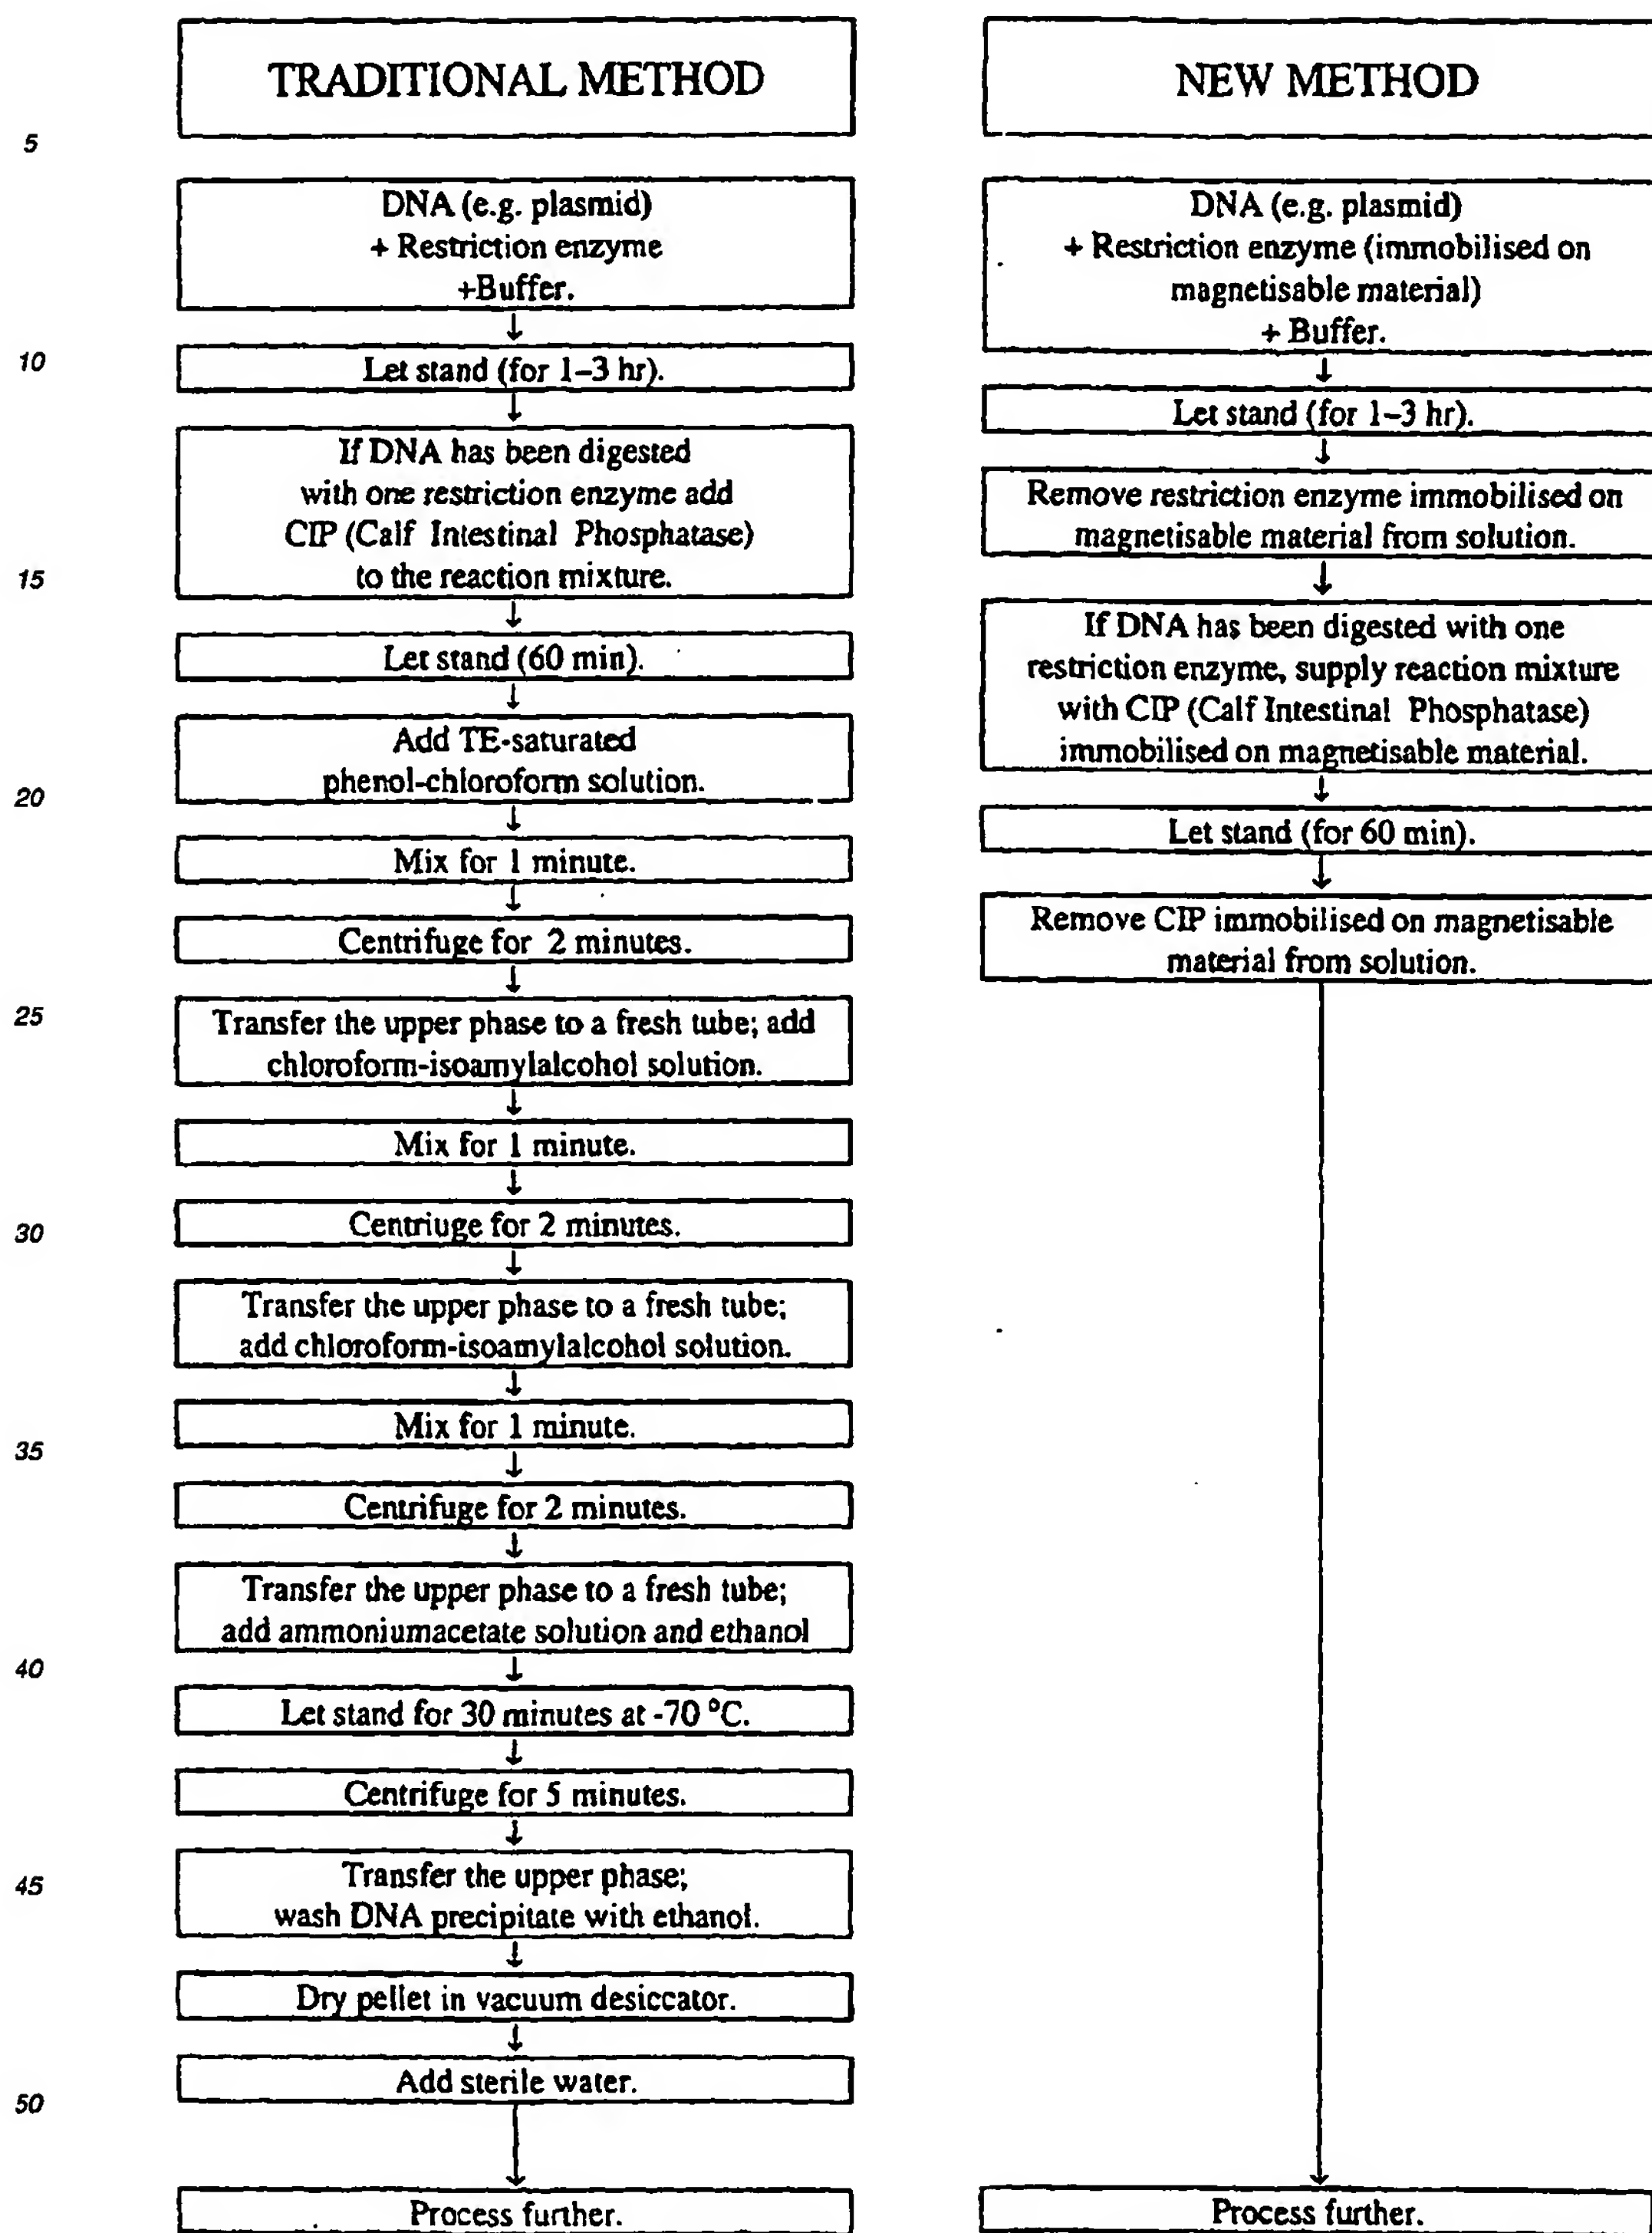 TRADITIONAL METHOD
DNA (e.g. plasmid)
+ Restriction enzyme
+Buffer.
Let stand (for 1–3 hr).
If DNA has been digested
with one restriction enzyme add
CIP (Calf Intestinal Phosphatase)
to the reaction mixture.
Let stand (60 min).
Add TE-saturated
phenol-chloroform solution.
Mix for 1 minute.
Centrifuge for 2 minutes.
Transfer the upper phase to a fresh tube; add
chloroform-isoamylalcohol solution.
Mix for 1 minute.
Centriuge for 2 minutes.
Transfer the upper phase to a fresh tube;
add chloroform-isoamylalcohol solution.
Mix for 1 minute.
Centrifuge for 2 minutes.
Transfer the upper phase to a fresh tube;
add ammoniumacetate solution and ethanol
Let stand for 30 minutes at -70 °C.
Centrifuge for 5 minutes.
Transfer the upper phase;
wash DNA precipitate with ethanol.
Dry pellet in vacuum desiccator.
Add sterile water.
Process further.
NEW METHOD
DNA (e.g. plasmid)
+ Restriction enzyme (immobilised on
magnetisable material)
+ Buffer.
Let stand (for 1–3 hr).
Remove restriction enzyme immobilised on
magnetisable material from solution.
If DNA has been digested with one
restriction enzyme, supply reaction mixture
with CIP (Calf Intestinal Phosphatase)
immobilised on magnetisable material.
Let stand (for 60 min).
Remove CIP immobilised on magnetisable
material from solution.
Process further.
5
10
15
20
25
30
35
40
45
50